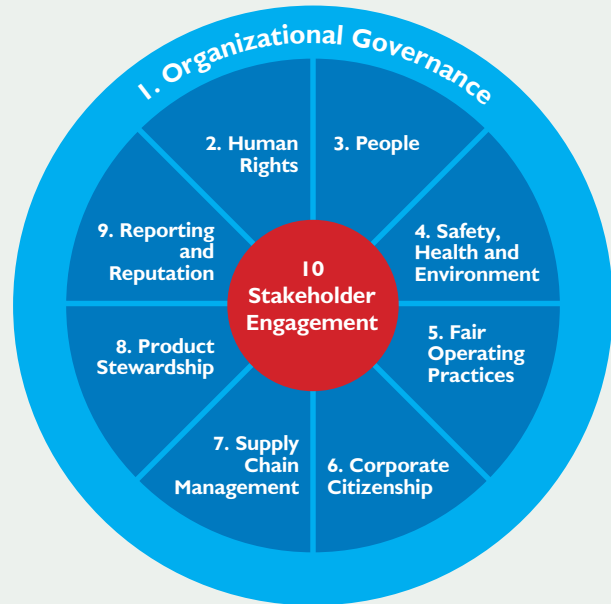 1. Organizational Governance
2. Human
Rights
3. People
4. Safety,
Health and
Environment
5. Fair
Operating
Practices
6. Corporate
Citizenship
7. Supply
Chain
Management
8. Product
Stewardship
9. Reporting
and
Reputation
10
Stakeholder
Engagement